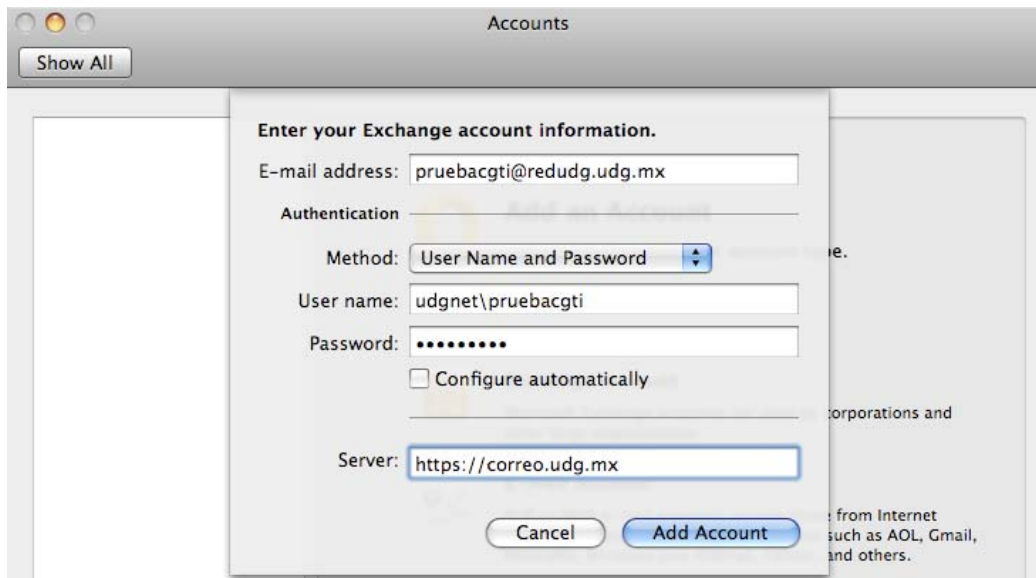 Accounts
Show All
Enter your Exchange account information.
E-mail address: pruebacgti@redudg.udg.mx
Authentication
Add an Account
Method: User Name and Password
pe.
User name: udgnet\pruebacgti
Password: •••••••••
Configure automatically
corporations and
Server: https://correo.udg.mx
from Internet
Cancel Add Account such as AOL, Gmail,
and others.